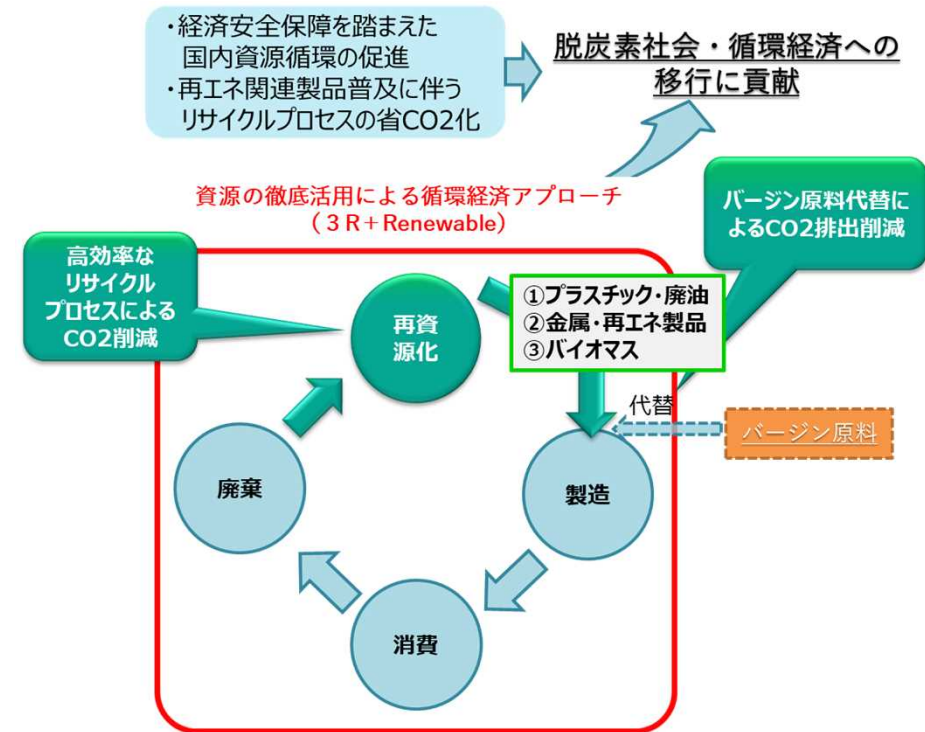 ・経済安全保障を踏まえた
国内資源循環の促進
・再エネ関連製品普及に伴う
リサイクルプロセスの省CO2化
脱炭素社会・循環経済への
移行に貢献
資源の徹底活用による循環経済アプローチ
（３R＋Renewable）
バージン原料代替に
よるCO2排出削減
高効率な
リサイクル
プロセスによる
CO2削減
再資
源化
①プラスチック・廃油
②金属・再エネ製品
③バイオマス
代替
バージン原料
廃棄
製造
消費